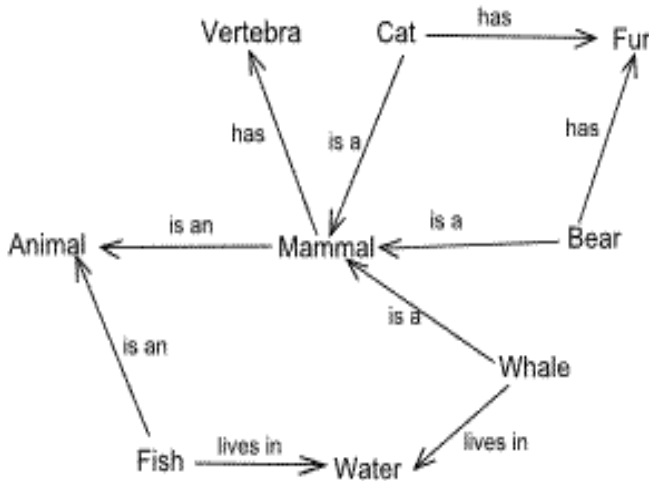 Vertebra
Cat
has
Fur
has
is a
has
Animal
is an
Mammal
is a
Bear
is an
is a
Whale
Fish
lives in
Water
lives in